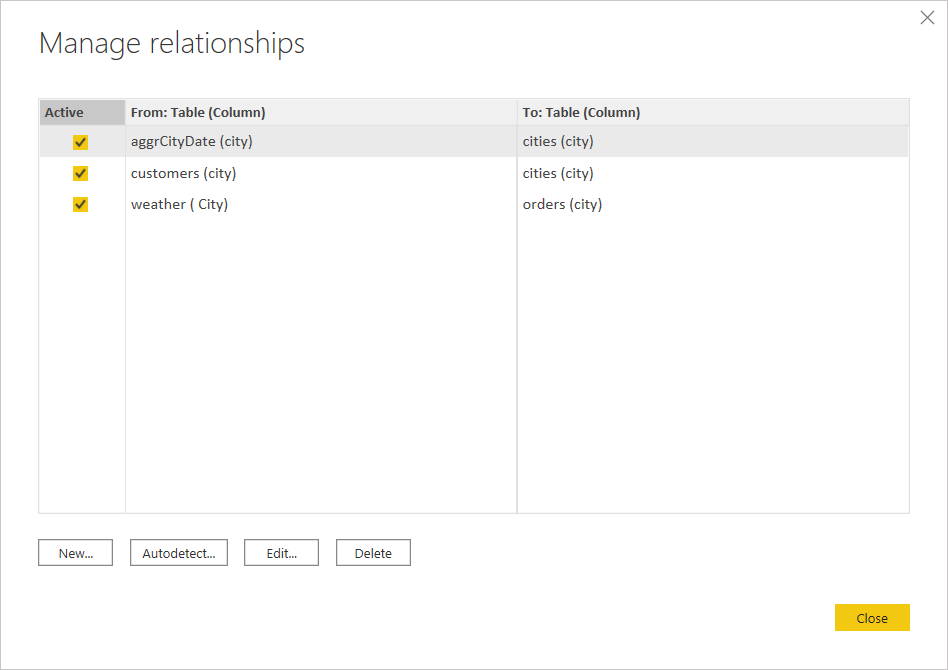 Manage relationships
Active From: Table (Column) To: Table (Column)
aggrCityDate (city) cities (city)
customers (city) cities (city)
weather ( City) orders (city)
New... Autodetect... Edit... Delete
Close